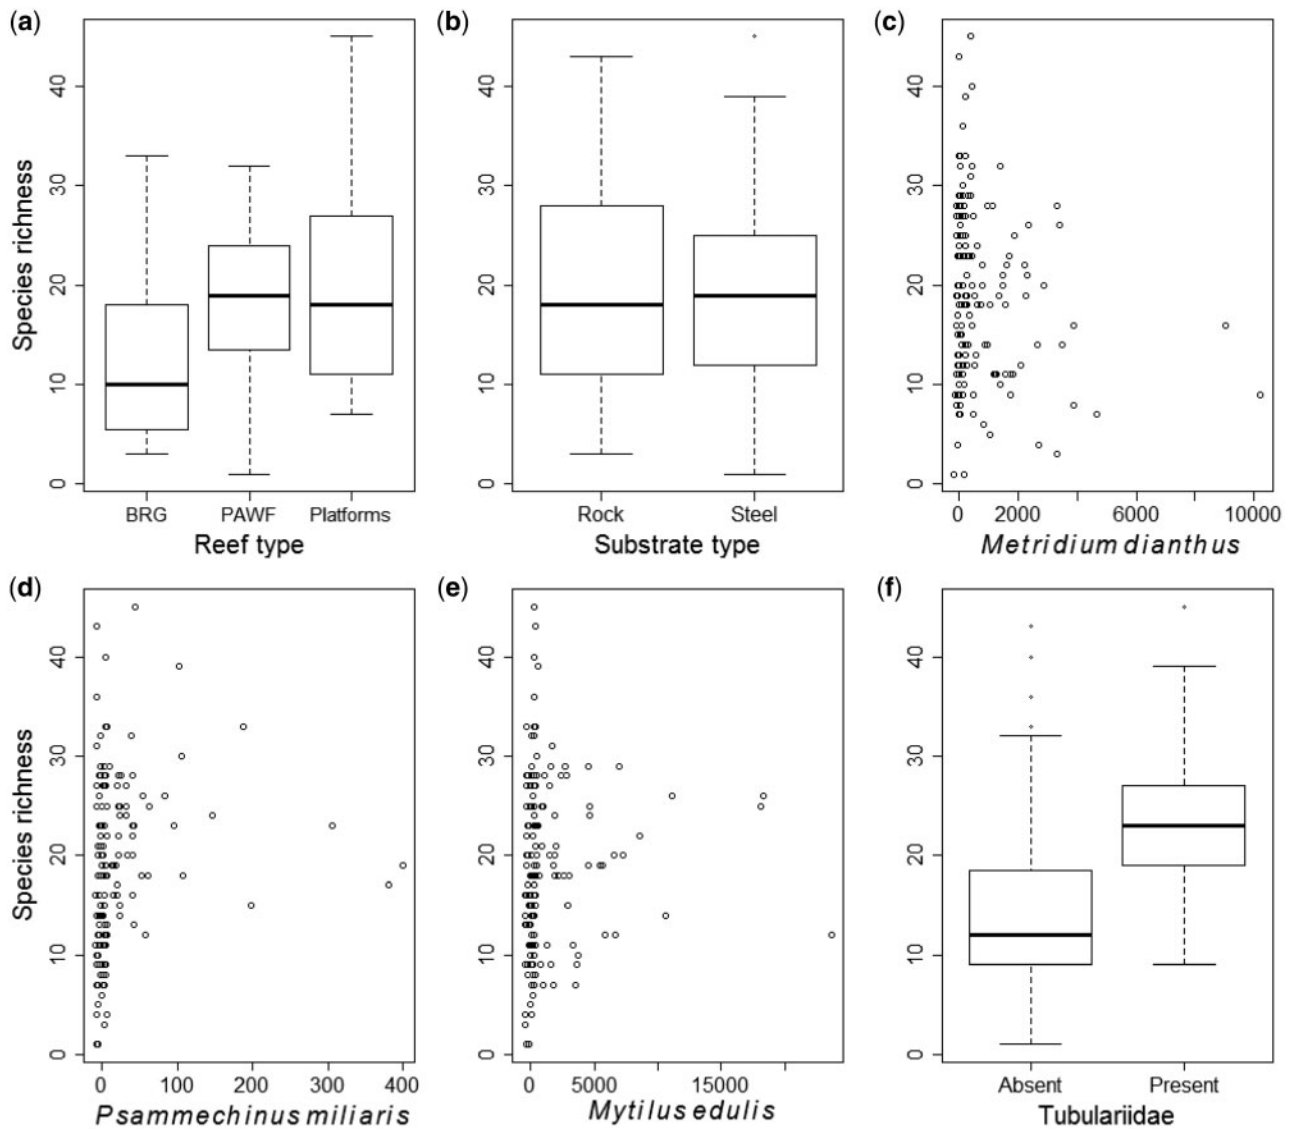 (a)
Species richness
0 10 20 30 40
BRG PAWF Platforms
Reef type
(b)
0 10 20 30 40
Rock Steel
Substrate type
(c)
0 10 20 30 40
0 2000 6000 10000
Metridium dianthus
(d)
Species richness
0 10 20 30 40
0 100 200 300 400
Psammechinus miliaris
(e)
0 10 20 30 40
0 5000 15000
Mytilus edulis
(f)
0 10 20 30 40
Absent Present
Tubulariidae